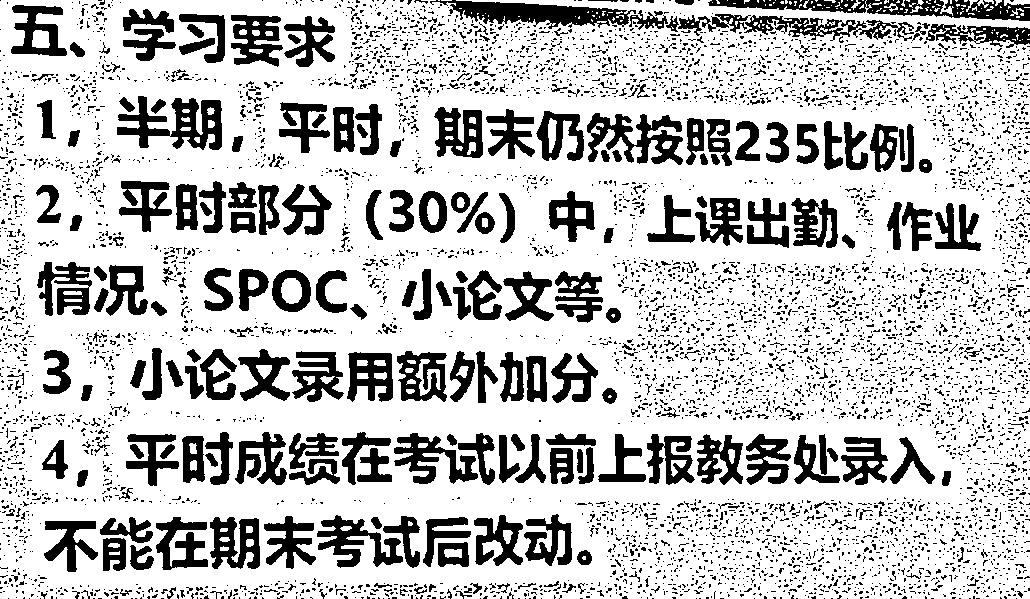 五、学习要求
1，半期，平时，期末仍然按照235比例。
2，平时部分（30%）中，上课出勤、作业
情况、SPOC、小论文等。
3，小论文录用额外加分。
4，平时成绩在考试以前上报教务处录入，
不能在期末考试后改动。